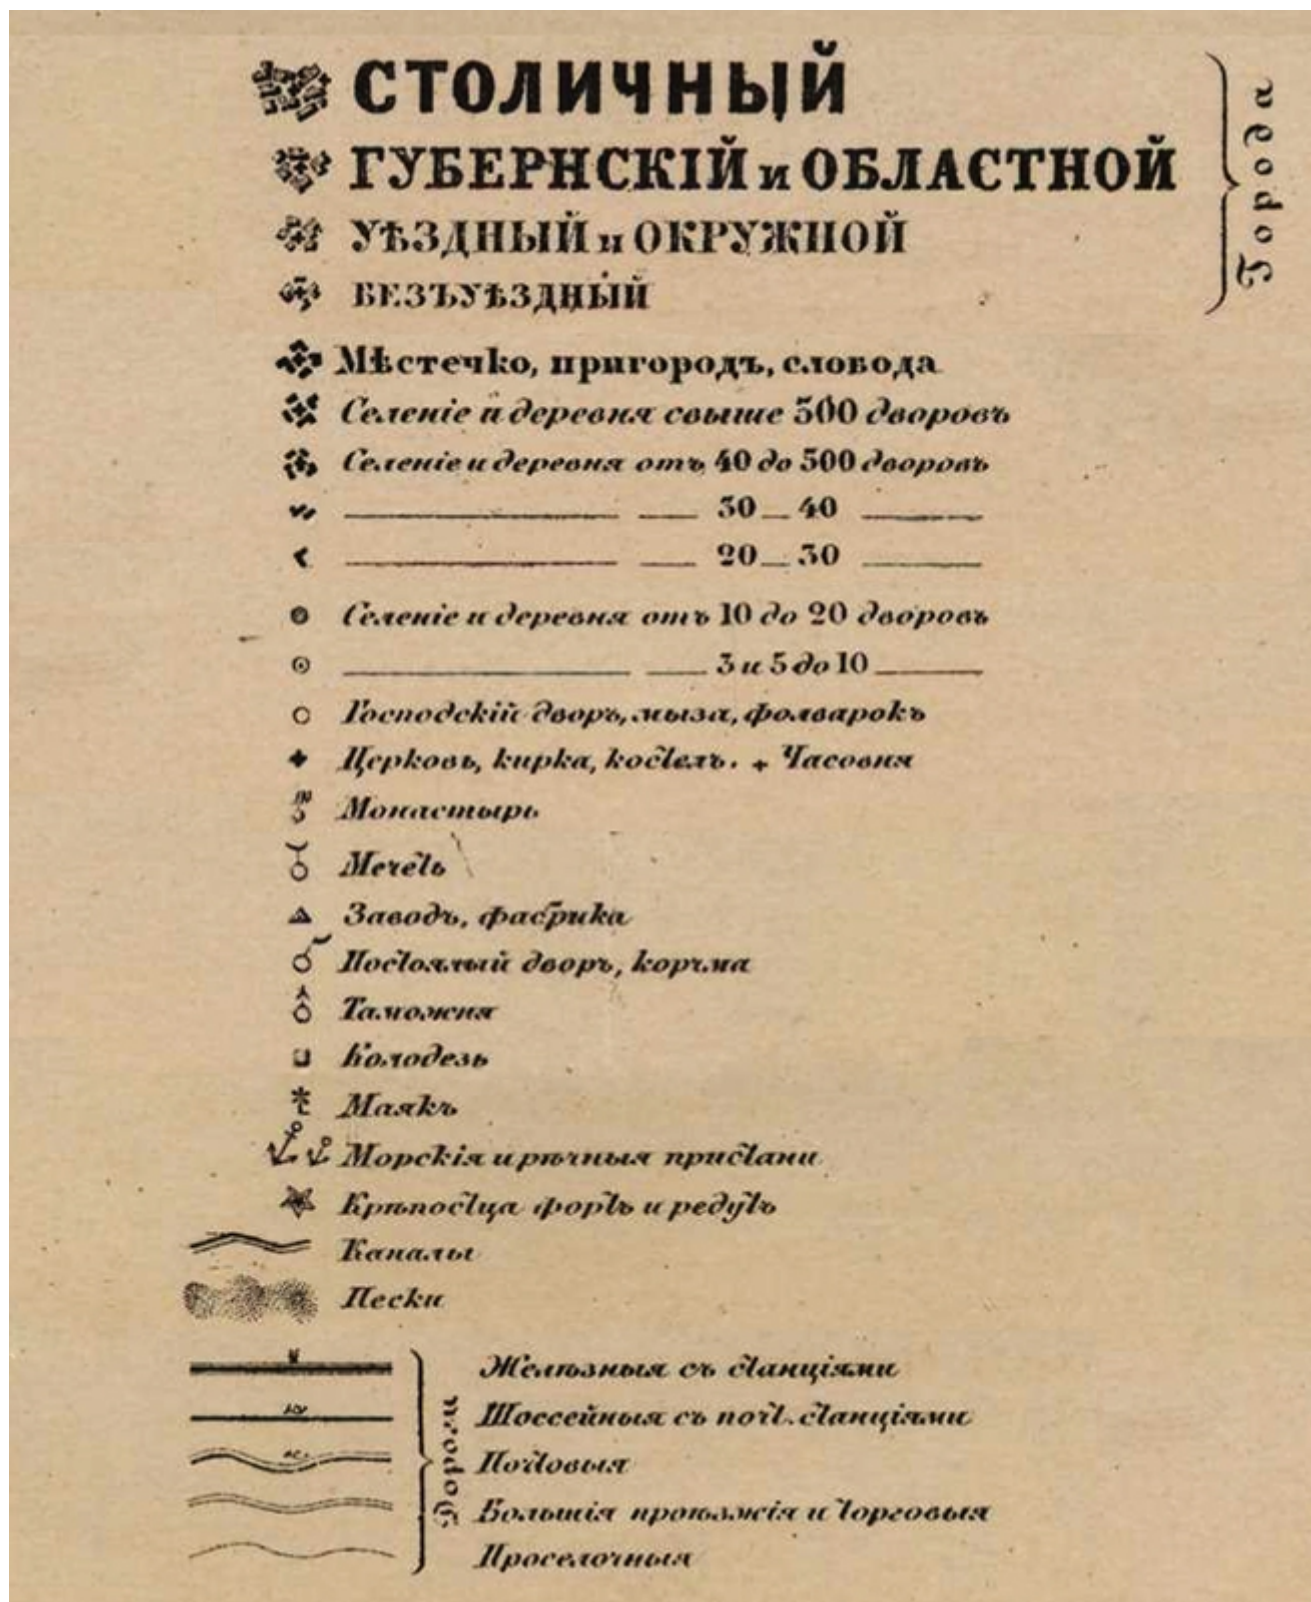 СТОЛИЧНЫЙ
ГУБЕРНСКІЙ и ОБЛАСТНОЙ
УѢЗДНЫЙ и ОКРУЖНОЙ
БЕЗЪУѢЗДНЫЙ
Города
Мѣстечко, пригородъ, слобода
Селеніе и деревня свыше 500 дворовъ
Селеніе и деревня отъ 40 до 500 дворовъ
30 — 40
20 — 30
Селеніе и деревня отъ 10 до 20 дворовъ
3 и 5 до 10
Господскій дворъ, мыза, фолварокъ
Церковь, кирка, костелъ. + Часовня
Монастырь
Мечеть
Заводъ, фабрика
Постоялый дворъ, корчма
Таможня
Колодезь
Маякъ
Морскія и рѣчныя пристани
Крѣпостца фортъ и редутъ
Каналы
Пески
Дороги
Желѣзныя съ станціями
Шоссейныя съ почт. станціями
Почтовыя
Большія проѣзжія и торговыя
Проселочныя